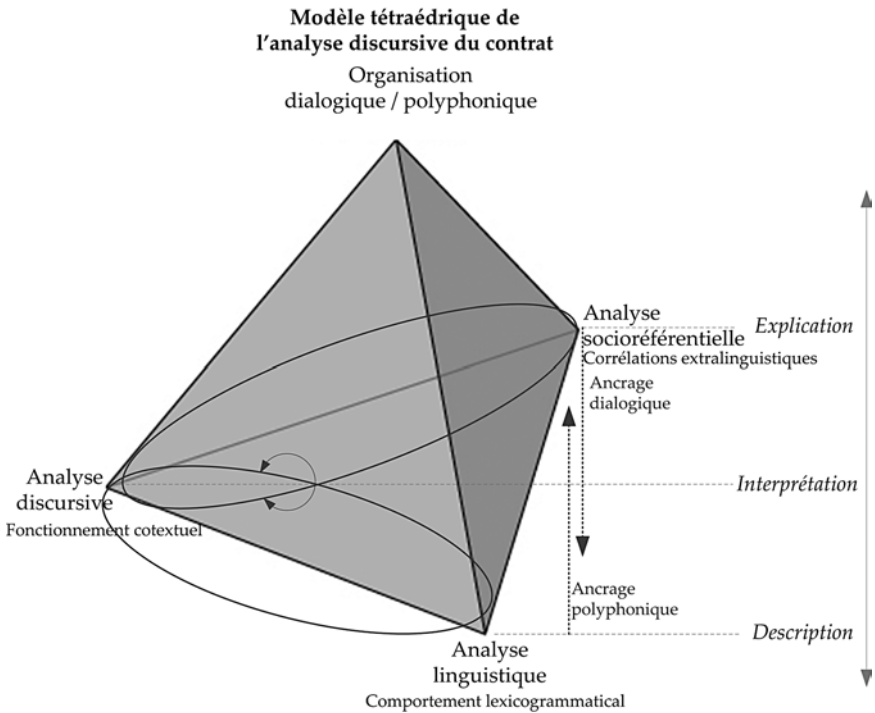 Modèle tétraédrique de
l'analyse discursive du contrat
Organisation
dialogique / polyphonique
Analyse
socioréférentielle
Corrélations extralinguistiques
Explication
Ancrage
dialogique
Analyse
discursive
Fonctionnement cotextuel
Interprétation
Ancrage
polyphonique
Description
Analyse
linguistique
Comportement lexicogrammatical